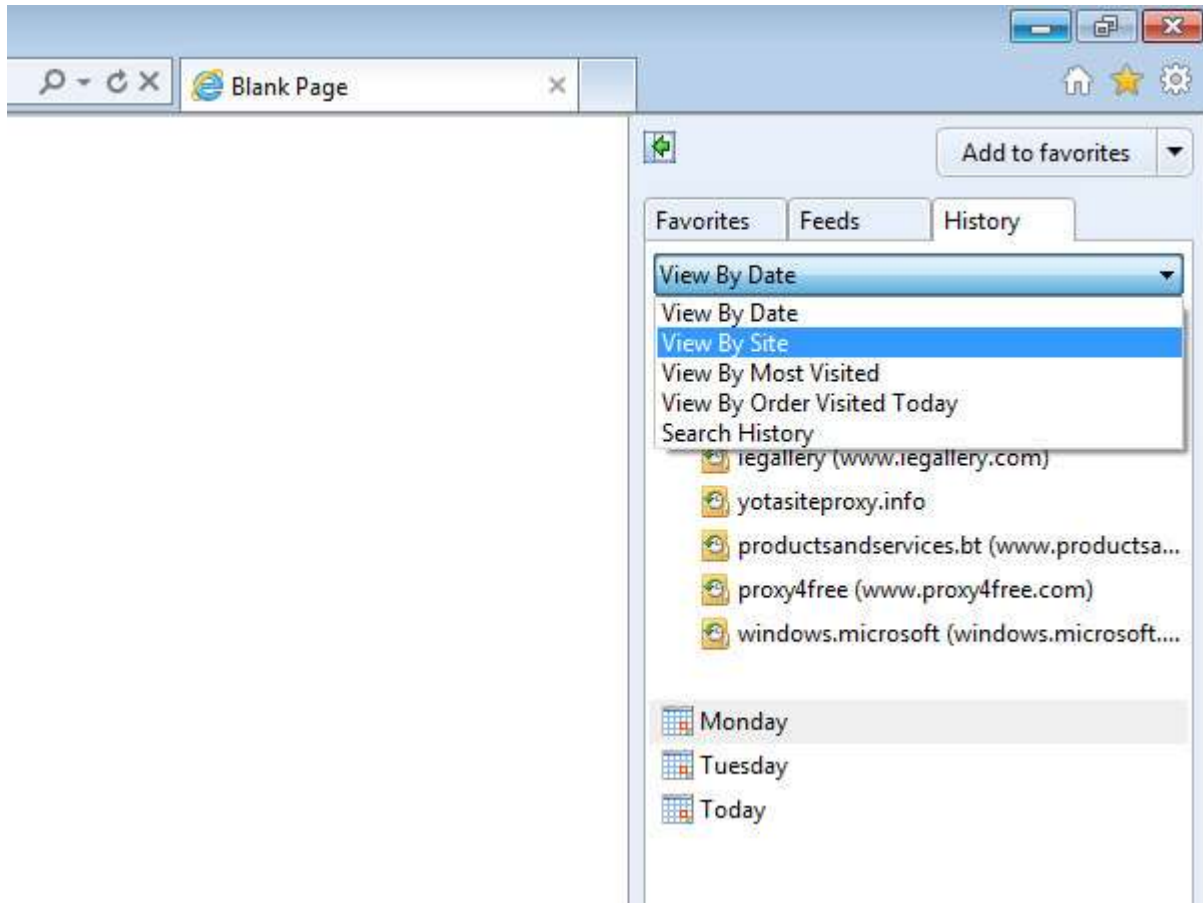 Blank Page
Add to favorites
Favorites Feeds History
View By Date
View By Date
View By Site
View By Most Visited
View By Order Visited Today
Search History
iegallery (www.iegallery.com)
yotasiteproxy.info
productsandservices.bt (www.productsa...
proxy4free (www.proxy4free.com)
windows.microsoft (windows.microsoft....
Monday
Tuesday
Today